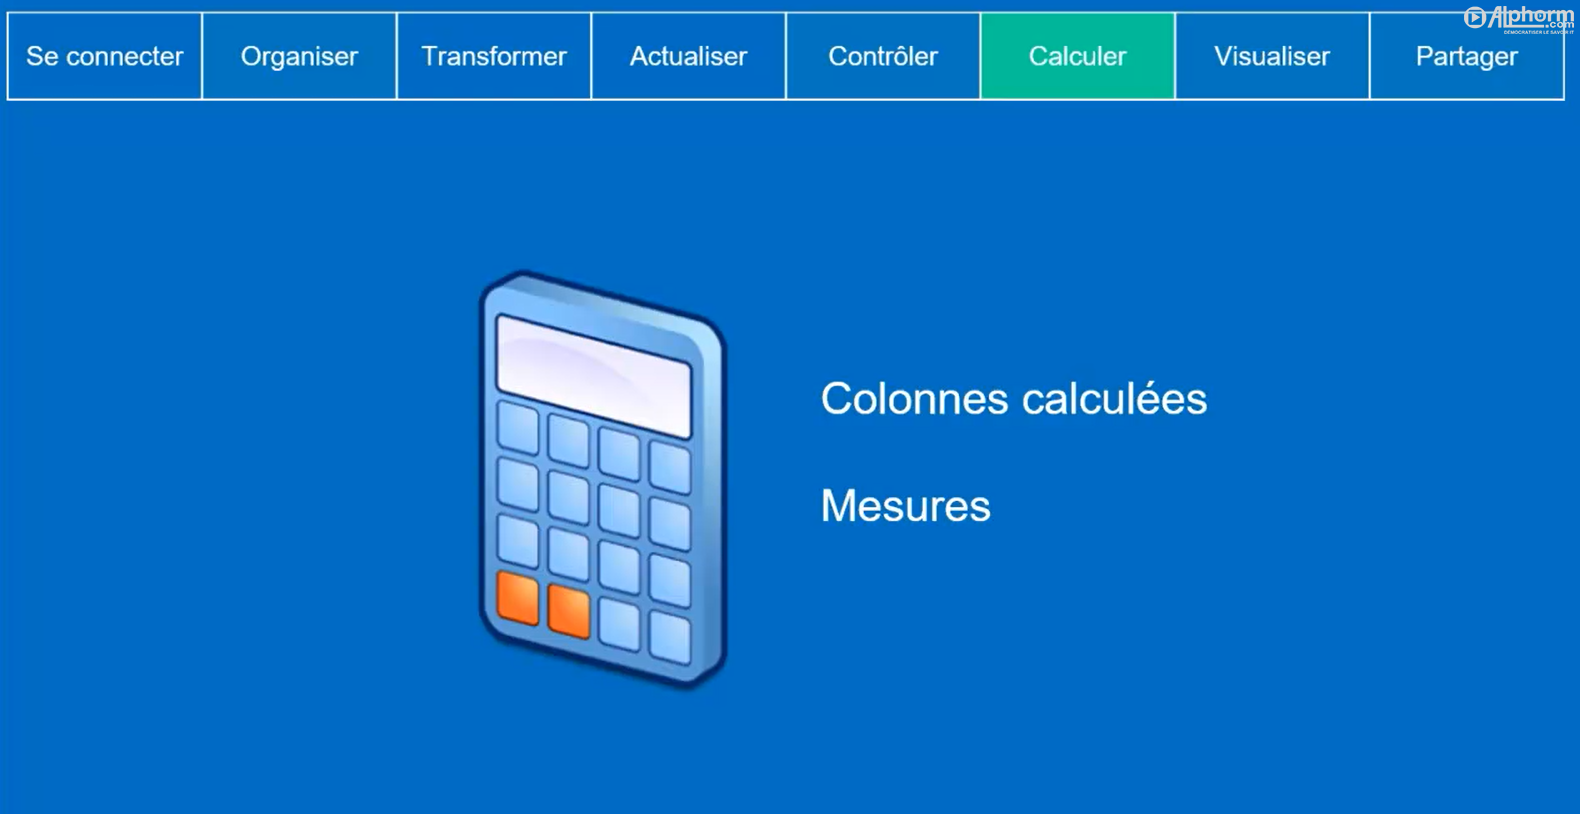 Se connecter
Organiser
Transformer
Actualiser
Contrôler
Calculer
Visualiser
Partager
Alphorm
.com
DÉMOCRATISER LE SAVOIR IT
Colonnes calculées
Mesures